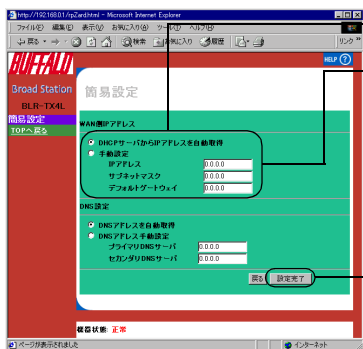 http://192.168.0.1/rpZard.html - Microsoft Internet Explorer
ファイル(F) 編集(E) 表示(V) お気に入り(A) ツール(T) ヘルプ(H)
戻る 検索 お気に入り 履歴 リンク
BUFFALO
HELP ?
Broad Station
BLR-TX4L
簡易設定
TOPへ戻る
簡易設定
WAN側IPアドレス
DHCPサーバからIPアドレスを自動取得
手動設定
IPアドレス 0.0.0.0
サブネットマスク 0.0.0.0
デフォルトゲートウェイ 0.0.0.0
DNS設定
DNSアドレスを自動取得
DNSアドレス手動設定
プライマリDNSサーバ 0.0.0.0
セカンダリDNSサーバ 0.0.0.0
戻る 設定完了
機器状態: 正常
ページが表示されました
インターネット